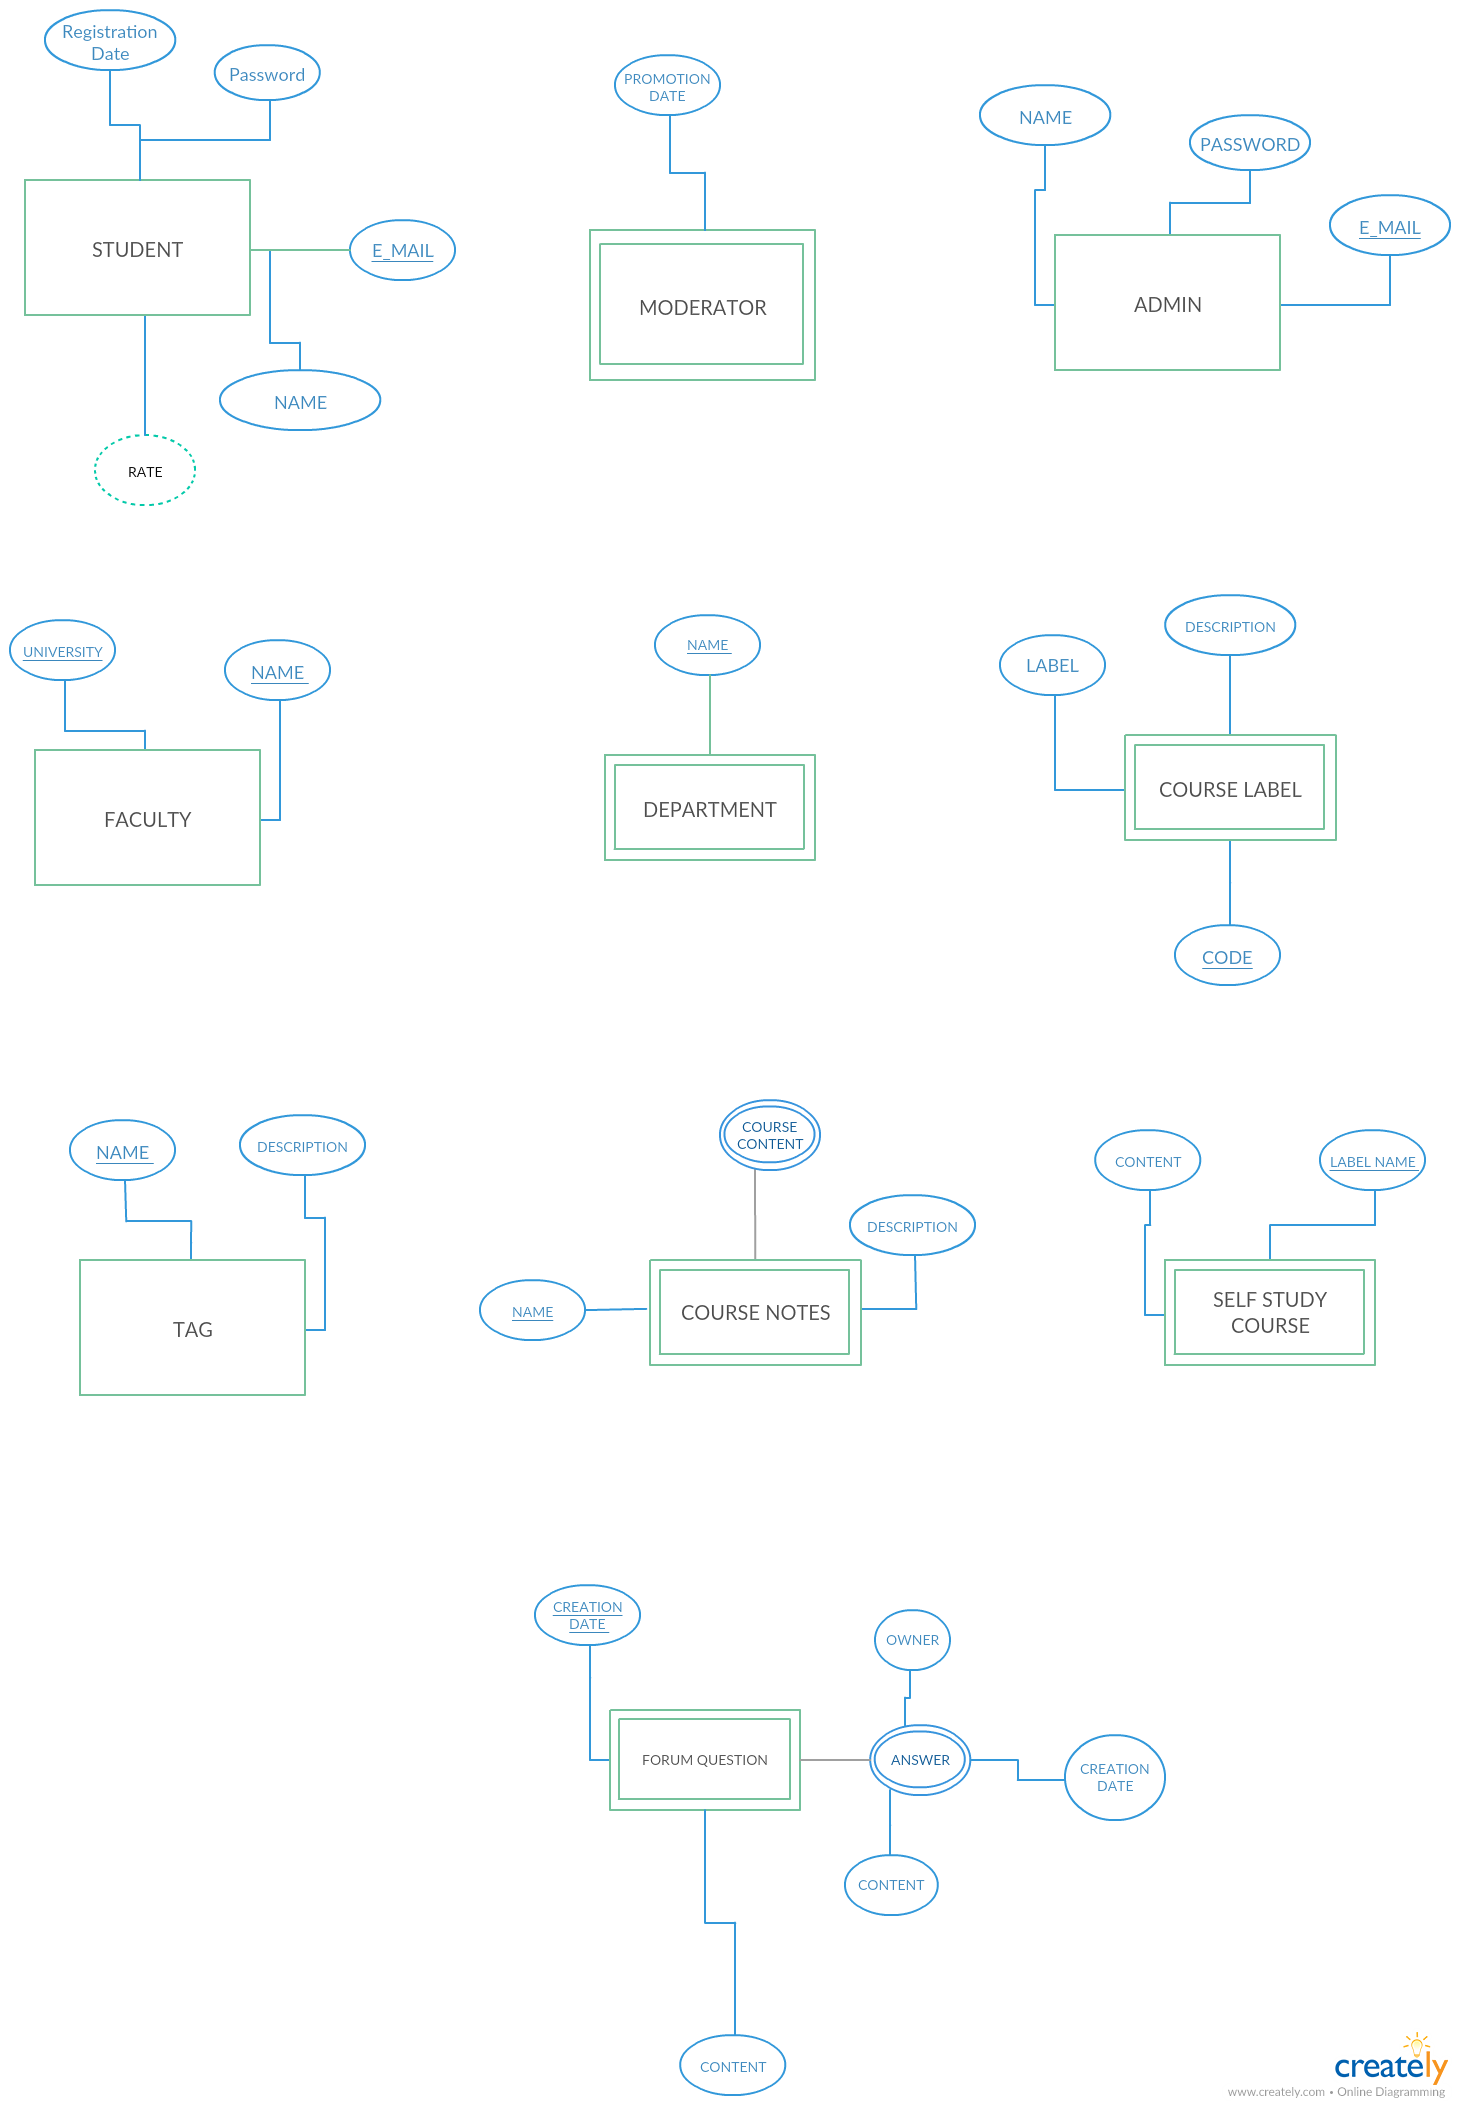 Registration
Date
Password
STUDENT
E_MAIL
NAME
RATE
PROMOTION
DATE
MODERATOR
NAME
PASSWORD
E_MAIL
ADMIN
UNIVERSITY
NAME
FACULTY
NAME
DEPARTMENT
LABEL
DESCRIPTION
COURSE LABEL
CODE
NAME
DESCRIPTION
TAG
COURSE
CONTENT
DESCRIPTION
NAME
COURSE NOTES
CONTENT
LABEL NAME
SELF STUDY
COURSE
CREATION
DATE
OWNER
FORUM QUESTION
ANSWER
CREATION
DATE
CONTENT
CONTENT
creately
www.creately.com • Online Diagramming